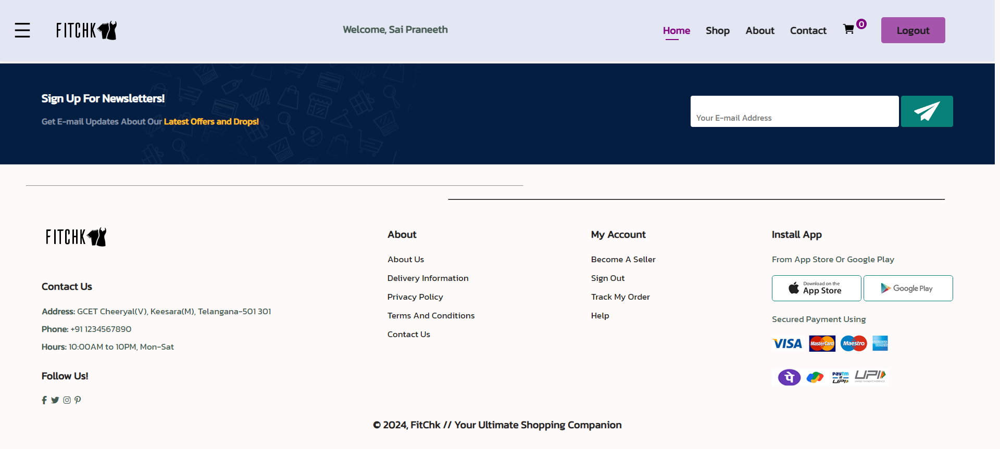 FITCHK
Welcome, Sai Praneeth
Home
Shop
About
Contact
0
Logout
Sign Up For Newsletters!
Get E-mail Updates About Our Latest Offers and Drops!
Your E-mail Address
FITCHK
Contact Us
Address: GCET Cheeryal(V), Keesara(M), Telangana-501 301
Phone: +91 1234567890
Hours: 10:00AM to 10PM, Mon-Sat
Follow Us!
About
About Us
Delivery Information
Privacy Policy
Terms And Conditions
Contact Us
My Account
Become A Seller
Sign Out
Track My Order
Help
Install App
From App Store Or Google Play
Download on the
App Store
Google Play
Secured Payment Using
VISA
MasterCard
Maestro
AMERICAN
EXPRESS
पे
paytm
UPI
UPI
UNIFIED PAYMENTS INTERFACE
© 2024, FitChk // Your Ultimate Shopping Companion